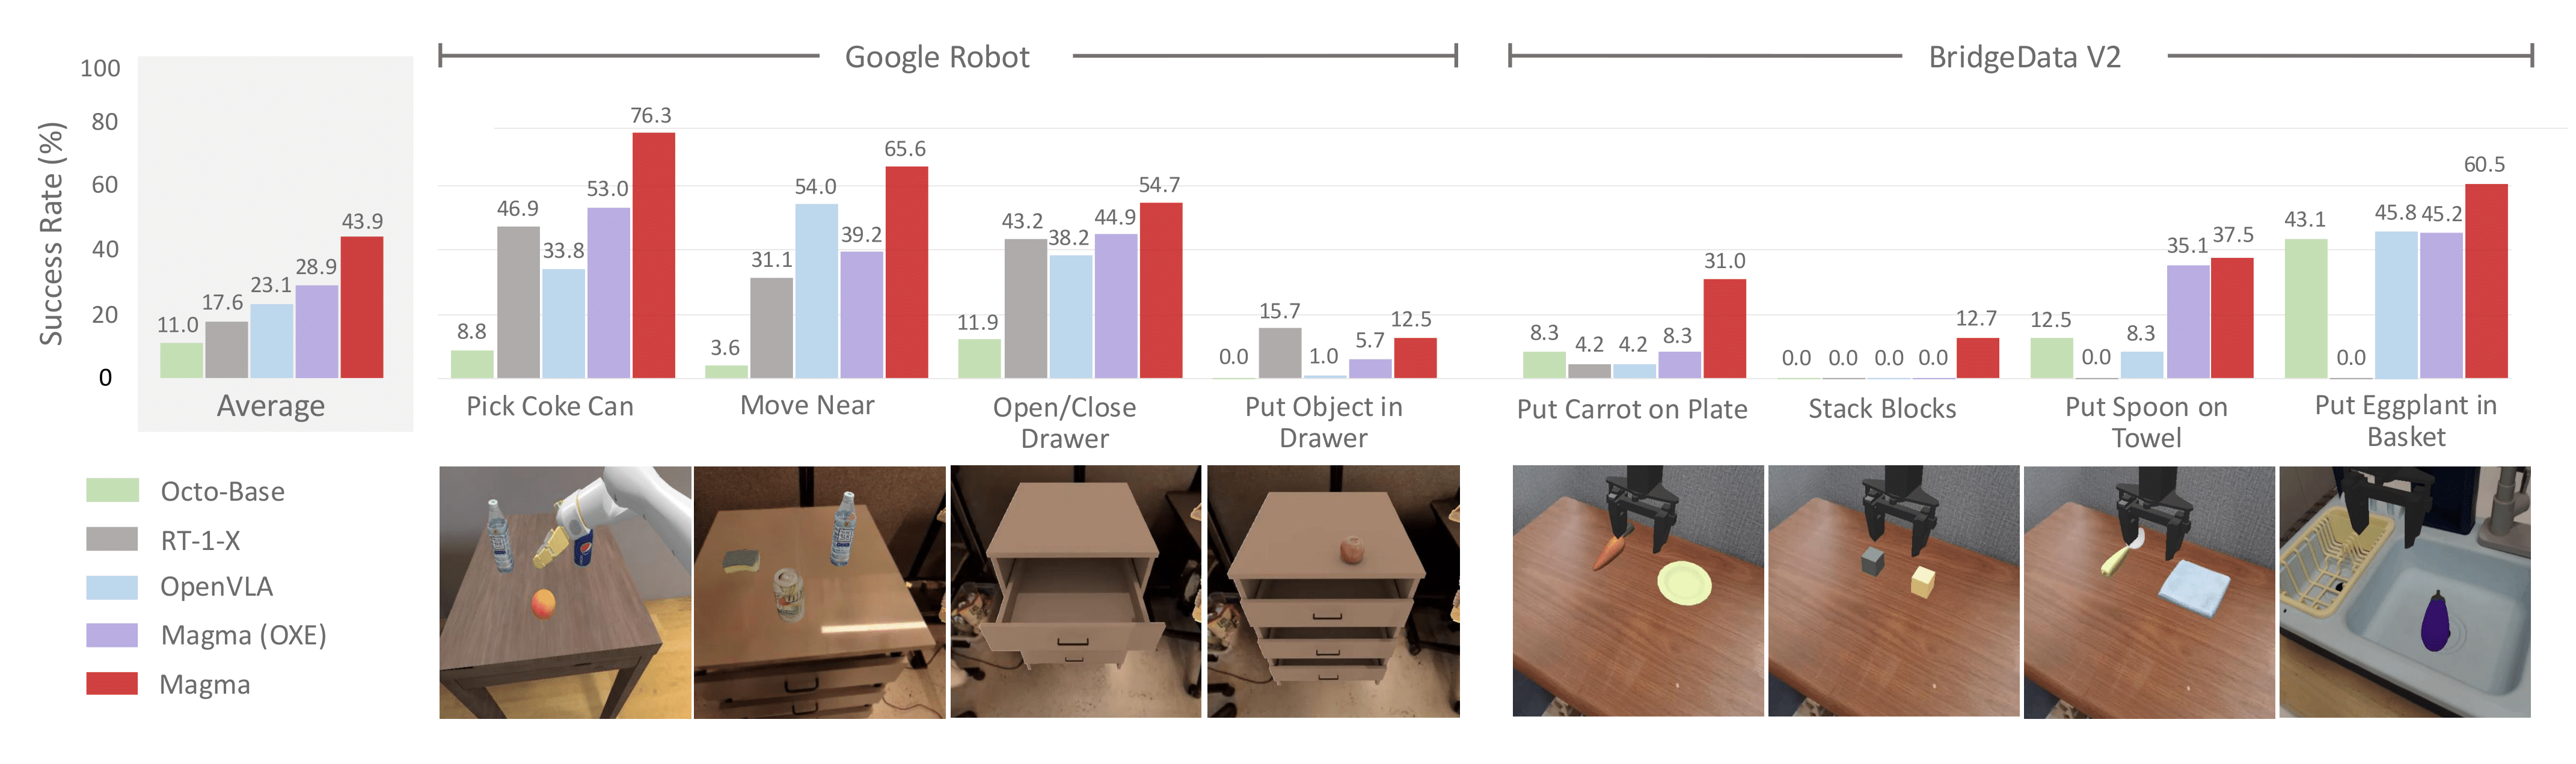 Google Robot
BridgeData V2
Success Rate (%)
100
80
60
40
20
0
11.0
17.6
23.1
28.9
43.9
Average
8.8
46.9
33.8
53.0
76.3
Pick Coke Can
3.6
31.1
54.0
39.2
65.6
Move Near
11.9
43.2
38.2
44.9
54.7
Open/Close
Drawer
0.0
15.7
1.0
5.7
12.5
Put Object in
Drawer
8.3
4.2
4.2
8.3
31.0
Put Carrot on Plate
0.0
0.0
0.0
0.0
12.7
Stack Blocks
12.5
0.0
8.3
35.1
37.5
Put Spoon on
Towel
43.1
0.0
45.8
45.2
60.5
Put Eggplant in
Basket
Octo-Base
RT-1-X
OpenVLA
Magma (OXE)
Magma